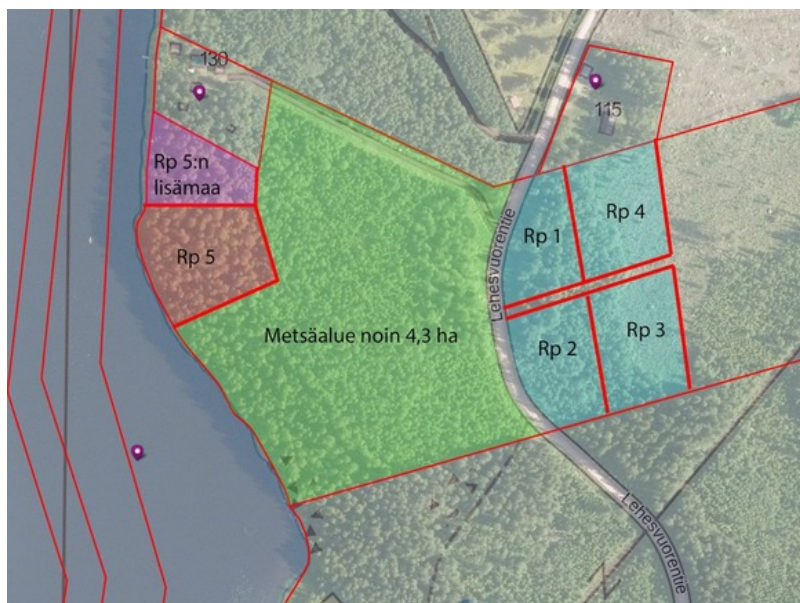 130
115
Rp 5:n
lisämaa
Rp 5
Metsäalue noin 4,3 ha
Lehesvuorentie
Rp 1
Rp 4
Rp 2
Rp 3
Lehesvuorentie